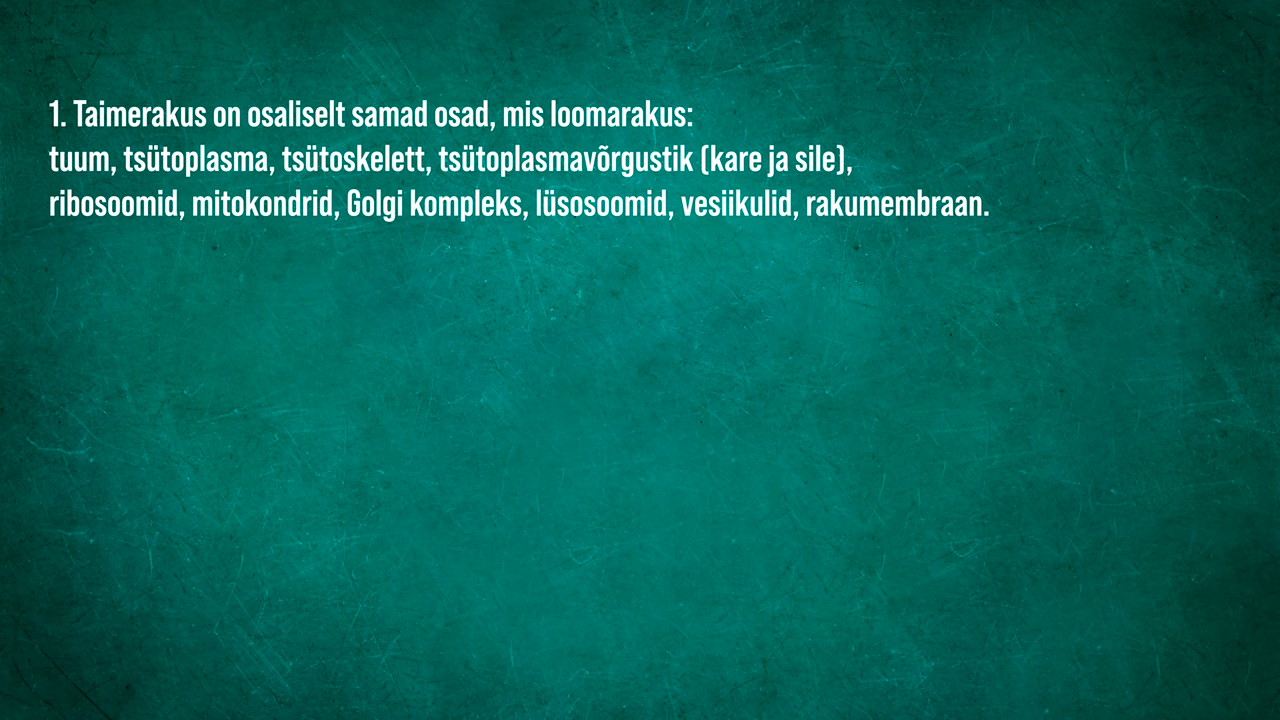 1. Taimerakus on osaliselt samad osad, mis loomarakus:
tuum, tsütoplasma, tsütoskelett, tsütoplasmavõrgustik (kare ja sile),
ribosoomid, mitokondrid, Golgi kompleks, lüsosoomid, vesiikulid, rakumembraan.